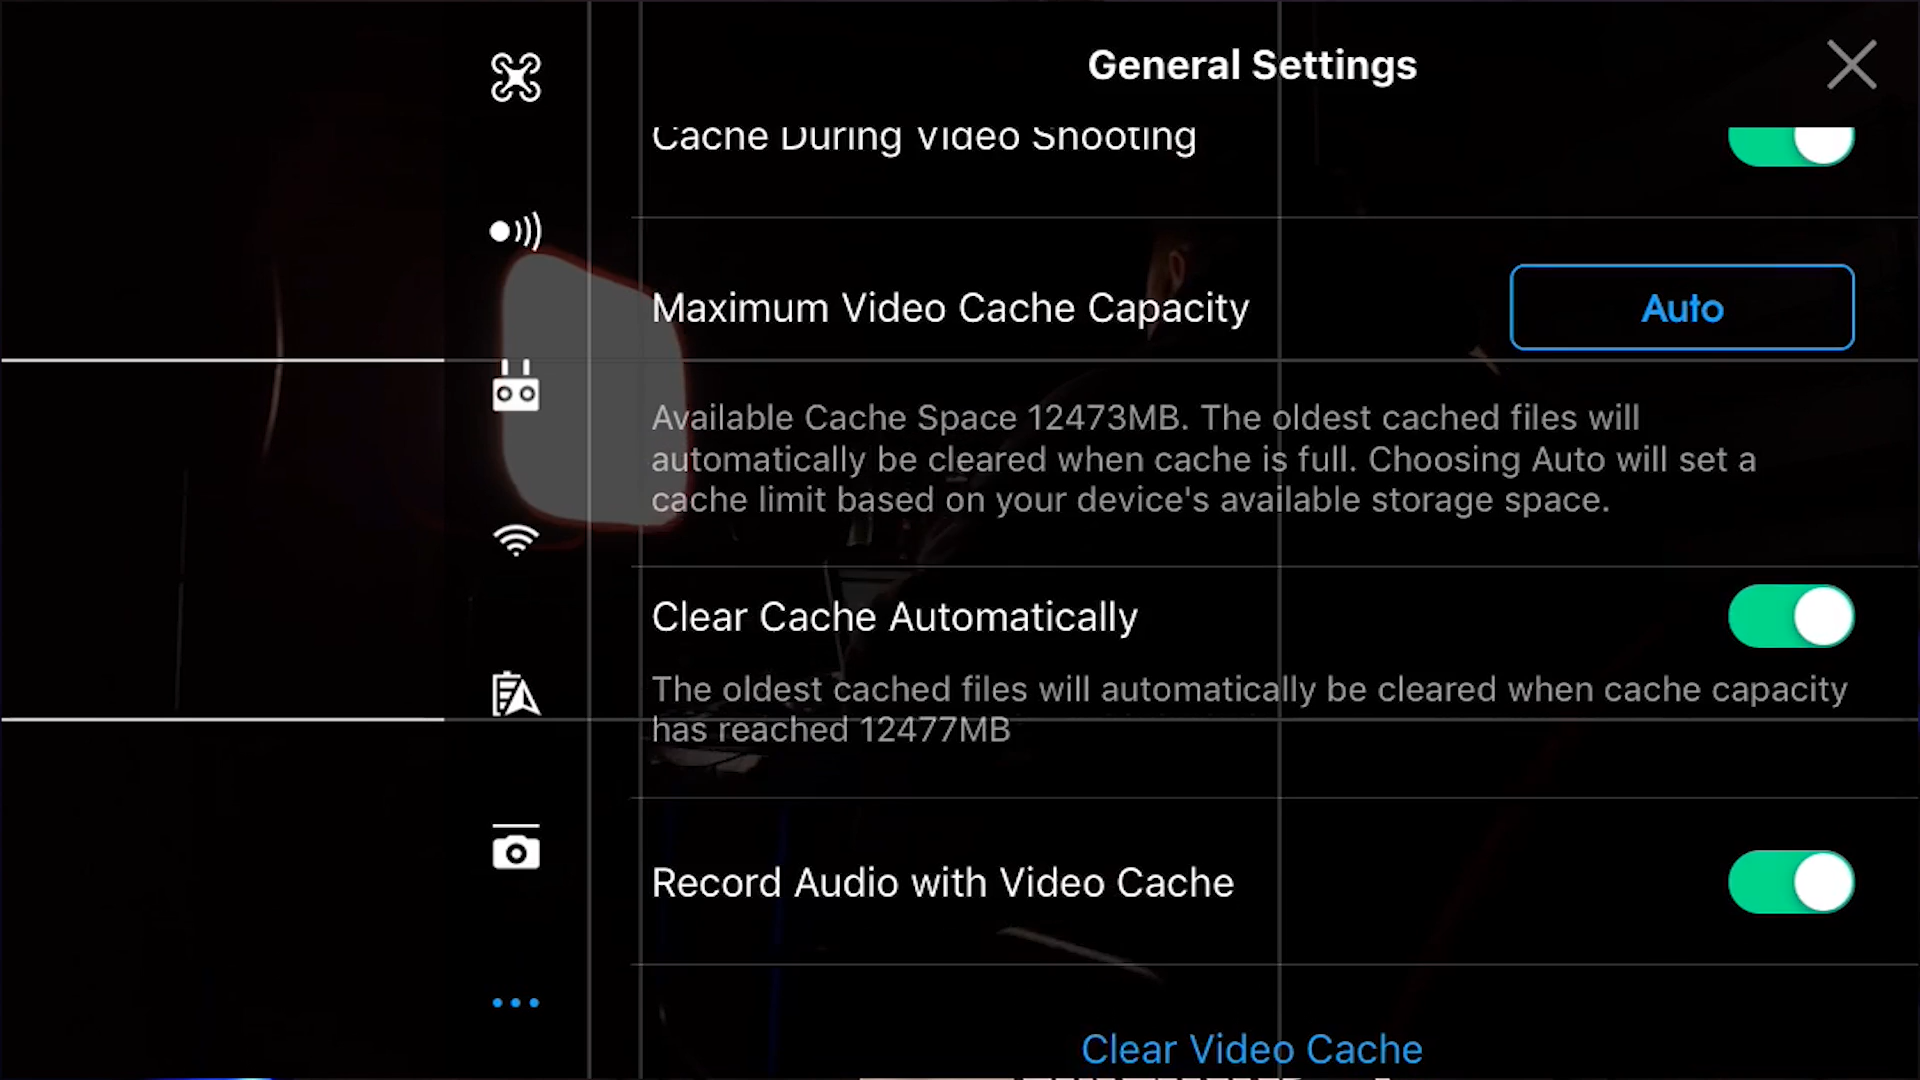 General Settings
Cache During Video Shooting
Maximum Video Cache Capacity
Auto
Available Cache Space 12473MB. The oldest cached files will
automatically be cleared when cache is full. Choosing Auto will set a
cache limit based on your device's available storage space.
Clear Cache Automatically
The oldest cached files will automatically be cleared when cache capacity
has reached 12477MB
Record Audio with Video Cache
Clear Video Cache